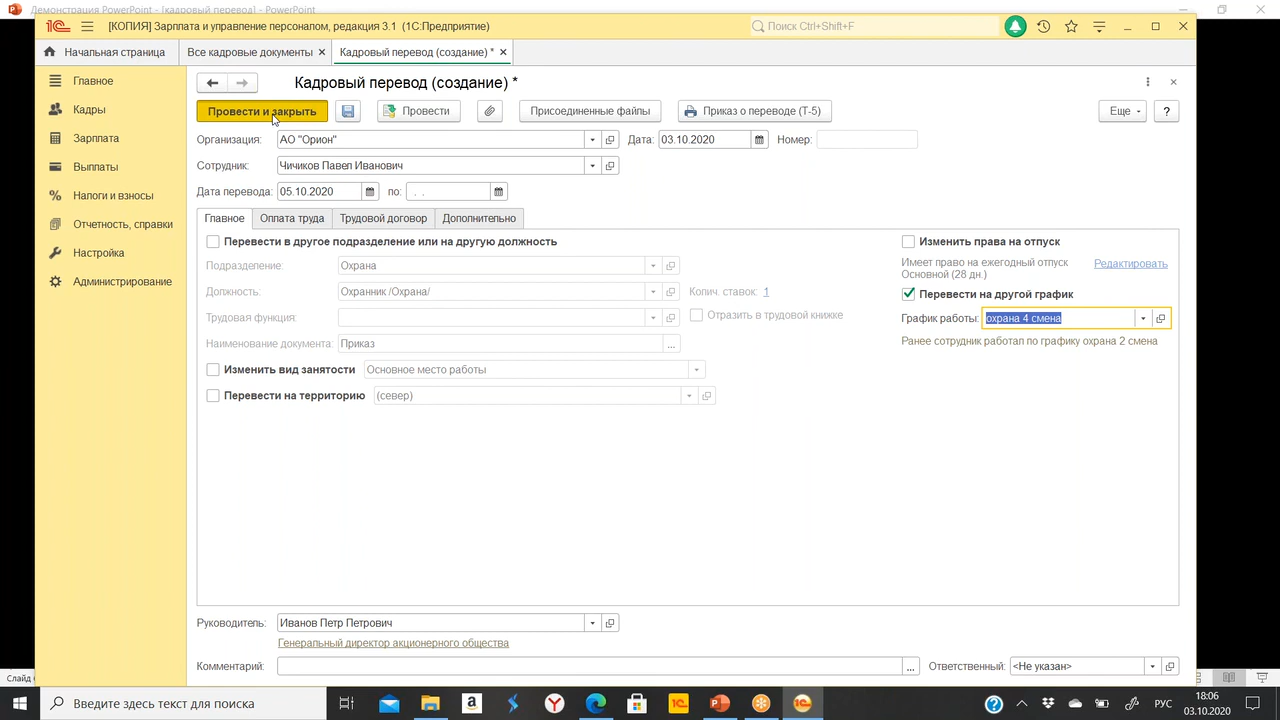 Демонстрация PowerPoint - [кадровый перевод] - PowerPoint
[КОПИЯ] Зарплата и управление персоналом, редакция 3.1 (1С:Предприятие)
Поиск Ctrl+Shift+F
Начальная страница
Все кадровые документы
Кадровый перевод (создание) *
Главное
Кадры
Зарплата
Выплаты
Налоги и взносы
Отчетность, справки
Настройка
Администрирование
Кадровый перевод (создание) *
Провести и закрыть
Провести
Присоединенные файлы
Приказ о переводе (Т-5)
Еще
?
Организация: АО "Орион" Дата: 03.10.2020 Номер:
Сотрудник: Чичиков Павел Иванович
Дата перевода: 05.10.2020 по: . .
Главное Оплата труда Трудовой договор Дополнительно
Перевести в другое подразделение или на другую должность
Подразделение: Охрана
Должность: Охранник /Охрана/ Колич. ставок: 1
Трудовая функция: Отразить в трудовой книжке
Наименование документа: Приказ ...
Изменить вид занятости Основное место работы
Перевести на территорию (север)
Изменить права на отпуск
Имеет право на ежегодный отпуск Редактировать
Основной (28 дн.)
Перевести на другой график
График работы: охрана 4 смена
Ранее сотрудник работал по графику охрана 2 смена
Руководитель: Иванов Петр Петрович
Генеральный директор акционерного общества
Комментарий: ... Ответственный: <Не указан>
Слайд 6
Введите здесь текст для поиска
РУС
18:06
03.10.2020